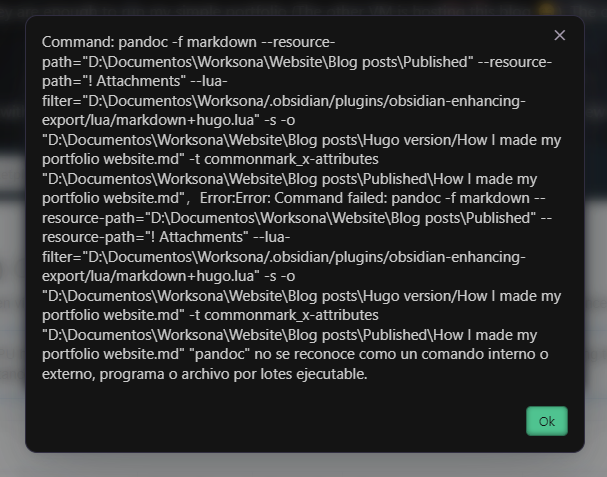 Command: pandoc -f markdown --resource-
path="D:\Documentos\Worksona\Website\Blog posts\Published" --resource-
path="! Attachments" --lua-
filter="D:\Documentos\Worksona/.obsidian/plugins/obsidian-enhancing-
export/lua/markdown+hugo.lua" -s -o
"D:\Documentos\Worksona\Website\Blog posts\Hugo version/How I made my
portfolio website.md" -t commonmark_x-attributes
"D:\Documentos\Worksona\Website\Blog posts\Published\How I made my
portfolio website.md"，Error:Error: Command failed: pandoc -f markdown --
resource-path="D:\Documentos\Worksona\Website\Blog posts\Published" --
resource-path="! Attachments" --lua-
filter="D:\Documentos\Worksona/.obsidian/plugins/obsidian-enhancing-
export/lua/markdown+hugo.lua" -s -o
"D:\Documentos\Worksona\Website\Blog posts\Hugo version/How I made my
portfolio website.md" -t commonmark_x-attributes
"D:\Documentos\Worksona\Website\Blog posts\Published\How I made my
portfolio website.md" "pandoc" no se reconoce como un comando interno o
externo, programa o archivo por lotes ejecutable.
Ok